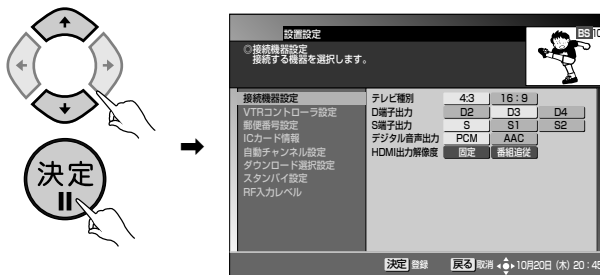 決定
設置設定
BS 10
◎接続機器設定
接続する機器を選択します。
接続機器設定
VTRコントローラ設定
郵便番号設定
ICカード情報
自動チャンネル設定
ダウンロード選択設定
スタンバイ設定
RF入力レベル
テレビ種別 4:3 16:9
D端子出力 D2 D3 D4
S端子出力 S S1 S2
デジタル音声出力 PCM AAC
HDMI出力解像度 固定 番組追従
決定 登録 戻る 取消 10月20日 (木) 20:45